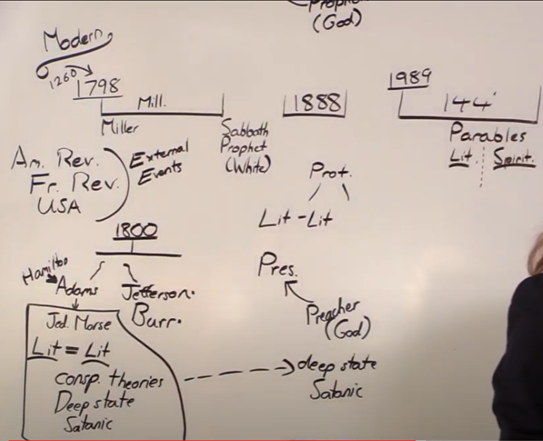 Prophet
(God)
Modern
1260
1798
Mill.
Miller
Sabbath
Prophet
(White)
1888
1989
144
Parables
Lit. Spirit.
Am. Rev.
Fr. Rev.
USA
External
Events
Prot.
Lit - Lit
1800
Hamilton
Adams
Jefferson.
Burr.
Pres.
Preacher
(God)
Jed. Morse
Lit = Lit
consp. theories
Deep state
Satanic
deep state
Satanic